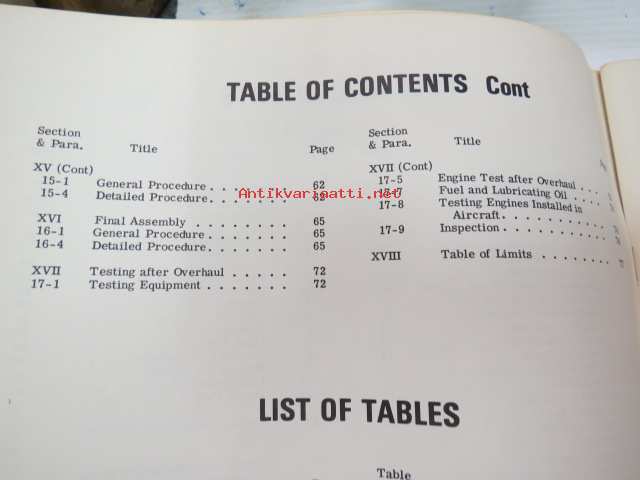 TABLE OF CONTENTS Cont
Section
& Para. Title Page
XV (Cont)
15-1 General Procedure . . . . . . . 62
15-4 Detailed Procedure. . . . . . .
XVI Final Assembly . . . . . . . . 65
16-1 General Procedure . . . . . . . 65
16-4 Detailed Procedure. . . . . . . 65
XVII Testing after Overhaul . . . . . 72
17-1 Testing Equipment . . . . . . . 72
Section
& Para. Title
XVII (Cont)
17-5 Engine Test after Overhaul . . .
Fuel and Lubricating Oil . . . .
17-8 Testing Engines Installed in
Aircraft. . . . . . . . . .
17-9 Inspection . . . . . . . . . .
XVIII Table of Limits . . . . . . . .
Antikvariaatti.net
LIST OF TABLES
Table